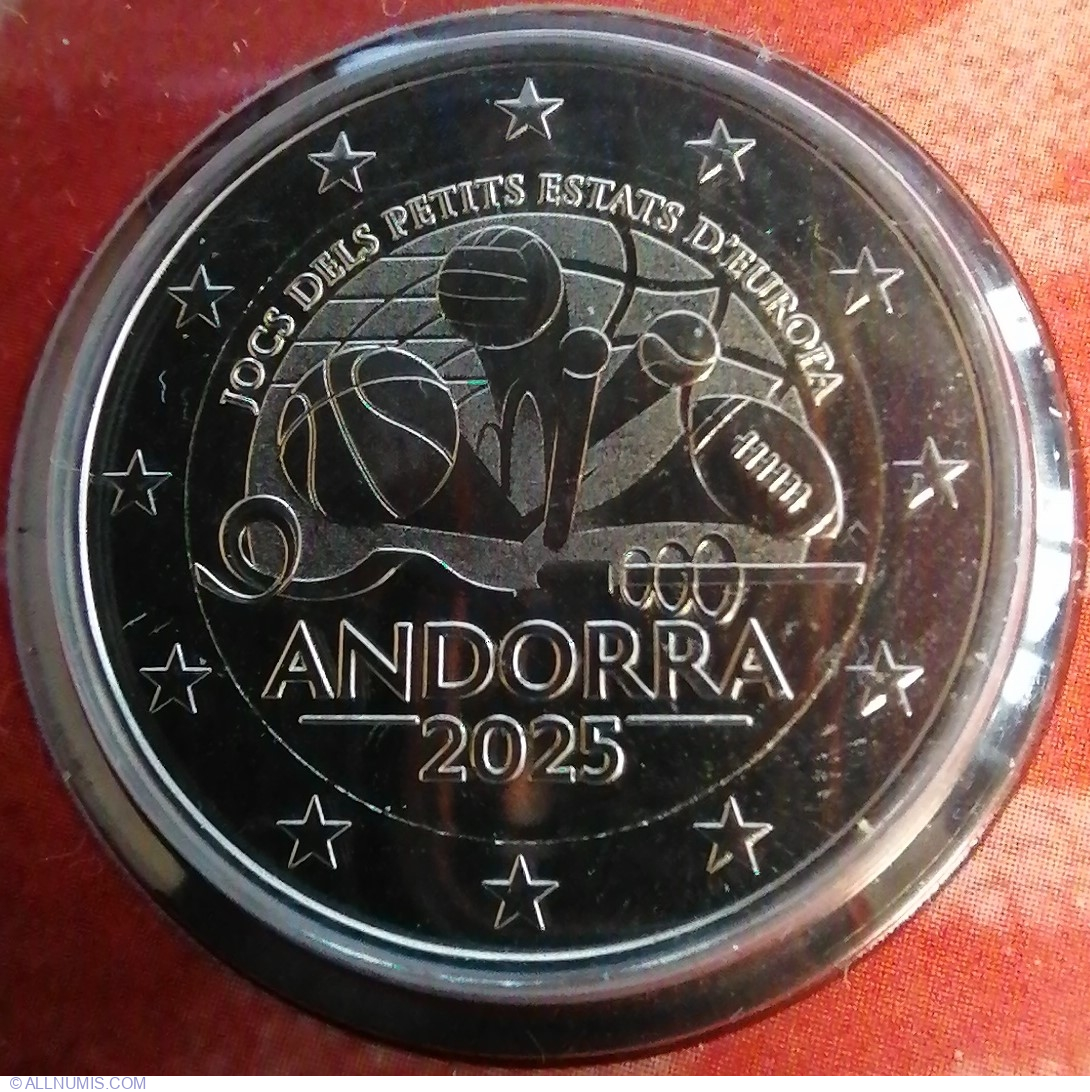 JOCS DELS PETITS ESTATS D'EUROPA
ANDORRA
2025
© ALLNUMIS.COM